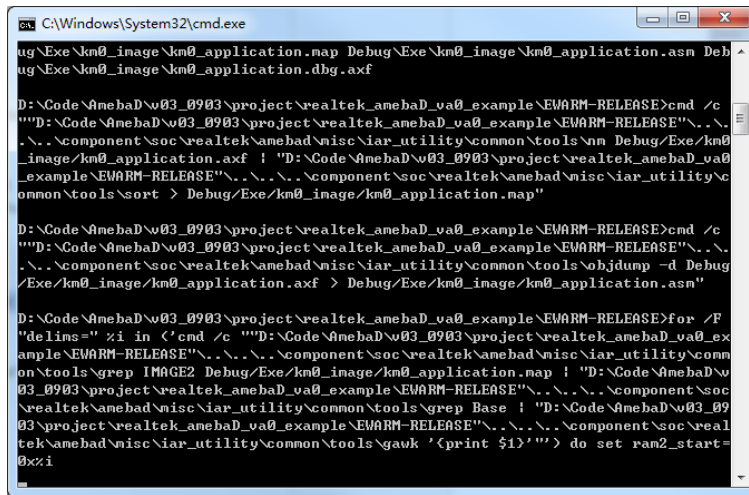 C:\Windows\System32\cmd.exe
ug\Exe\km0_image\km0_application.map Debug\Exe\km0_image\km0_application.asm Deb
ug\Exe\km0_image\km0_application.dbg.axf
D:\Code\AmebaD\v03_0903\project\realtek_amebaD_va0_example\EWARM-RELEASE>cmd /c
""D:\Code\AmebaD\v03_0903\project\realtek_amebaD_va0_example\EWARM-RELEASE"\..\.
.\..\component\soc\realtek\amebad\misc\iar_utility\common\tools\nm Debug/Exe/km0
_image/km0_application.axf | "D:\Code\AmebaD\v03_0903\project\realtek_amebaD_va0
_example\EWARM-RELEASE"\..\..\..\component\soc\realtek\amebad\misc\iar_utility\c
ommon\tools\sort > Debug/Exe/km0_image/km0_application.map"
D:\Code\AmebaD\v03_0903\project\realtek_amebaD_va0_example\EWARM-RELEASE>cmd /c
""D:\Code\AmebaD\v03_0903\project\realtek_amebaD_va0_example\EWARM-RELEASE"\..\.
.\..\component\soc\realtek\amebad\misc\iar_utility\common\tools\objdump -d Debug
/Exe/km0_image/km0_application.axf > Debug/Exe/km0_image/km0_application.asm"
D:\Code\AmebaD\v03_0903\project\realtek_amebaD_va0_example\EWARM-RELEASE>for /F
"delims=" %i in ('cmd /c ""D:\Code\AmebaD\v03_0903\project\realtek_amebaD_va0_ex
ample\EWARM-RELEASE"\..\..\..\component\soc\realtek\amebad\misc\iar_utility\comm
on\tools\grep IMAGE2 Debug/Exe/km0_image/km0_application.map | "D:\Code\AmebaD\v
03_0903\project\realtek_amebaD_va0_example\EWARM-RELEASE"\..\..\..\component\soc
\realtek\amebad\misc\iar_utility\common\tools\grep Base | "D:\Code\AmebaD\v03_09
03\project\realtek_amebaD_va0_example\EWARM-RELEASE"\..\..\..\component\soc\real
tek\amebad\misc\iar_utility\common\tools\gawk '{print $1}'"') do set ram2_start=
0x%i